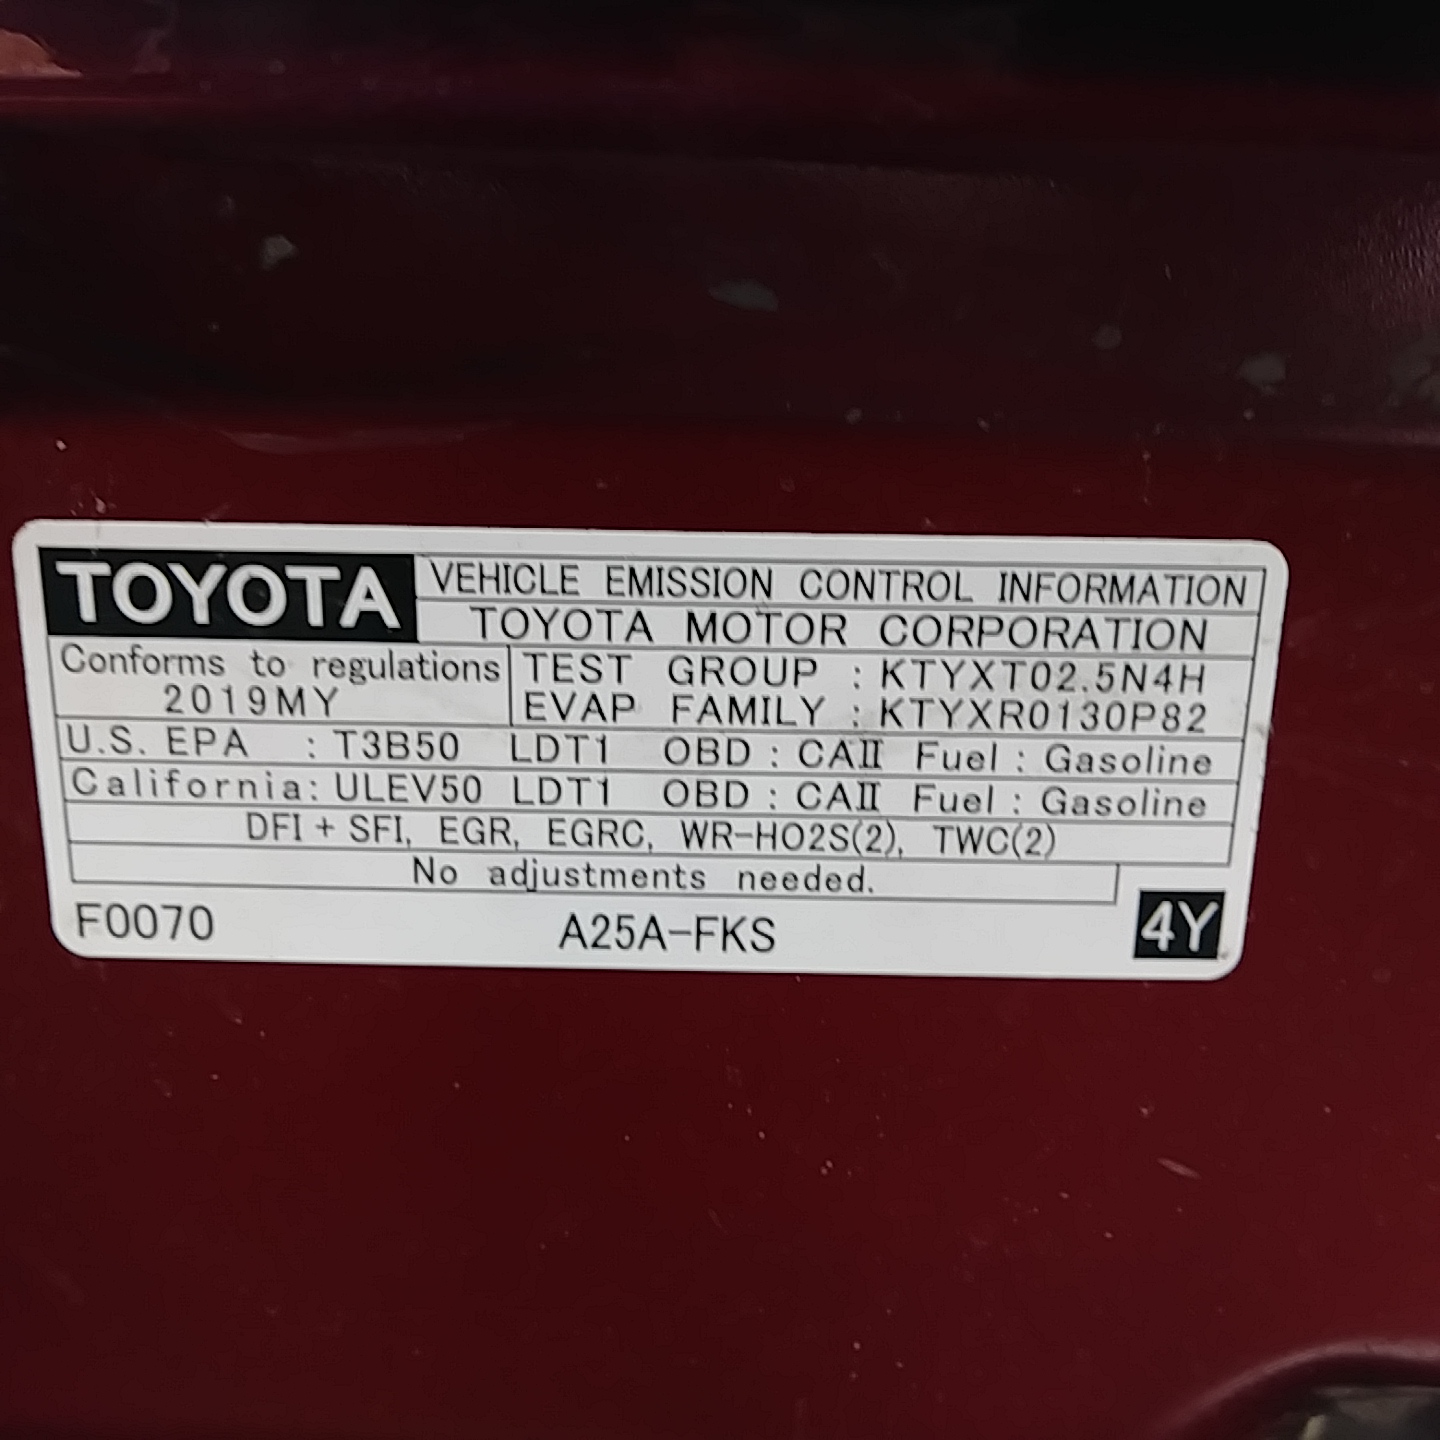 TOYOTA VEHICLE EMISSION CONTROL INFORMATION
TOYOTA MOTOR CORPORATION
Conforms to regulations TEST GROUP : KTYXT02.5N4H
2019MY EVAP FAMILY : KTYXR0130P82
U.S. EPA : T3B50 LDT1 OBD : CAⅡ Fuel : Gasoline
California : ULEV50 LDT1 OBD : CAⅡ Fuel : Gasoline
DFI + SFI, EGR, EGRC, WR-HO2S(2), TWC(2)
No adjustments needed.
F0070 A25A-FKS 4Y